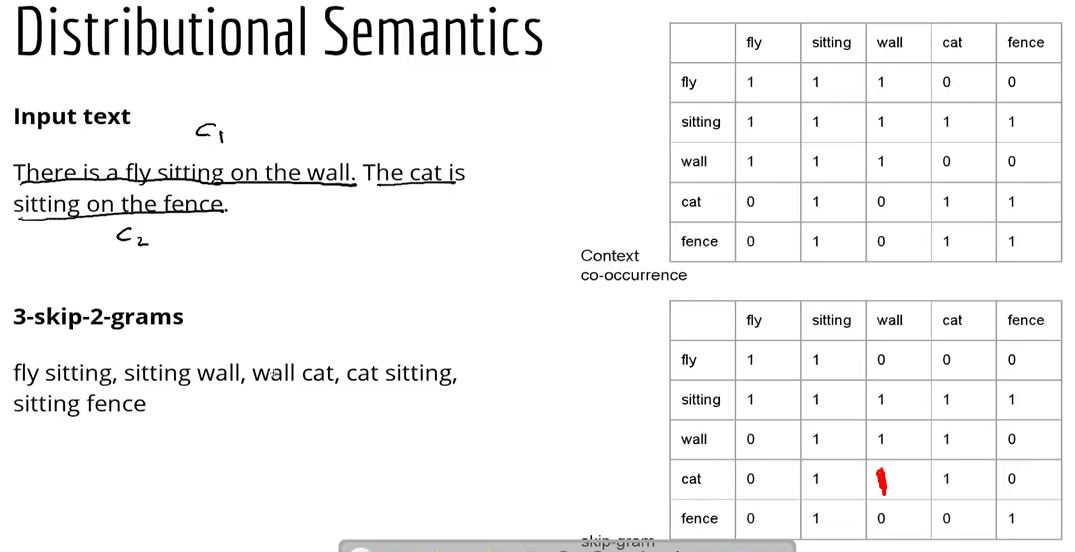 Distributional Semantics
Input text
C1
There is a fly sitting on the wall. The cat is
sitting on the fence.
C2
3-skip-2-grams
fly sitting, sitting wall, wall cat, cat sitting,
sitting fence
fly sitting wall cat fence
fly 1 1 1 0 0
sitting 1 1 1 1 1
wall 1 1 1 0 0
cat 0 1 0 1 1
fence 0 1 0 1 1
Context
co-occurrence
fly sitting wall cat fence
fly 1 1 0 0 0
sitting 1 1 1 1 1
wall 0 1 1 1 0
cat 0 1 1 1 0
fence 0 1 0 0 1
skip-gram